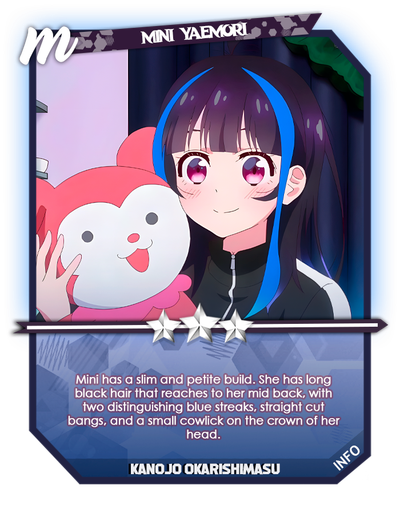 m
MINI YAEMORI
Mini has a slim and petite build. She has long
black hair that reaches to her mid back, with
two distinguishing blue streaks, straight cut
bangs, and a small cowlick on the crown of her
head.
INFO
KANOJO OKARISHIMASU